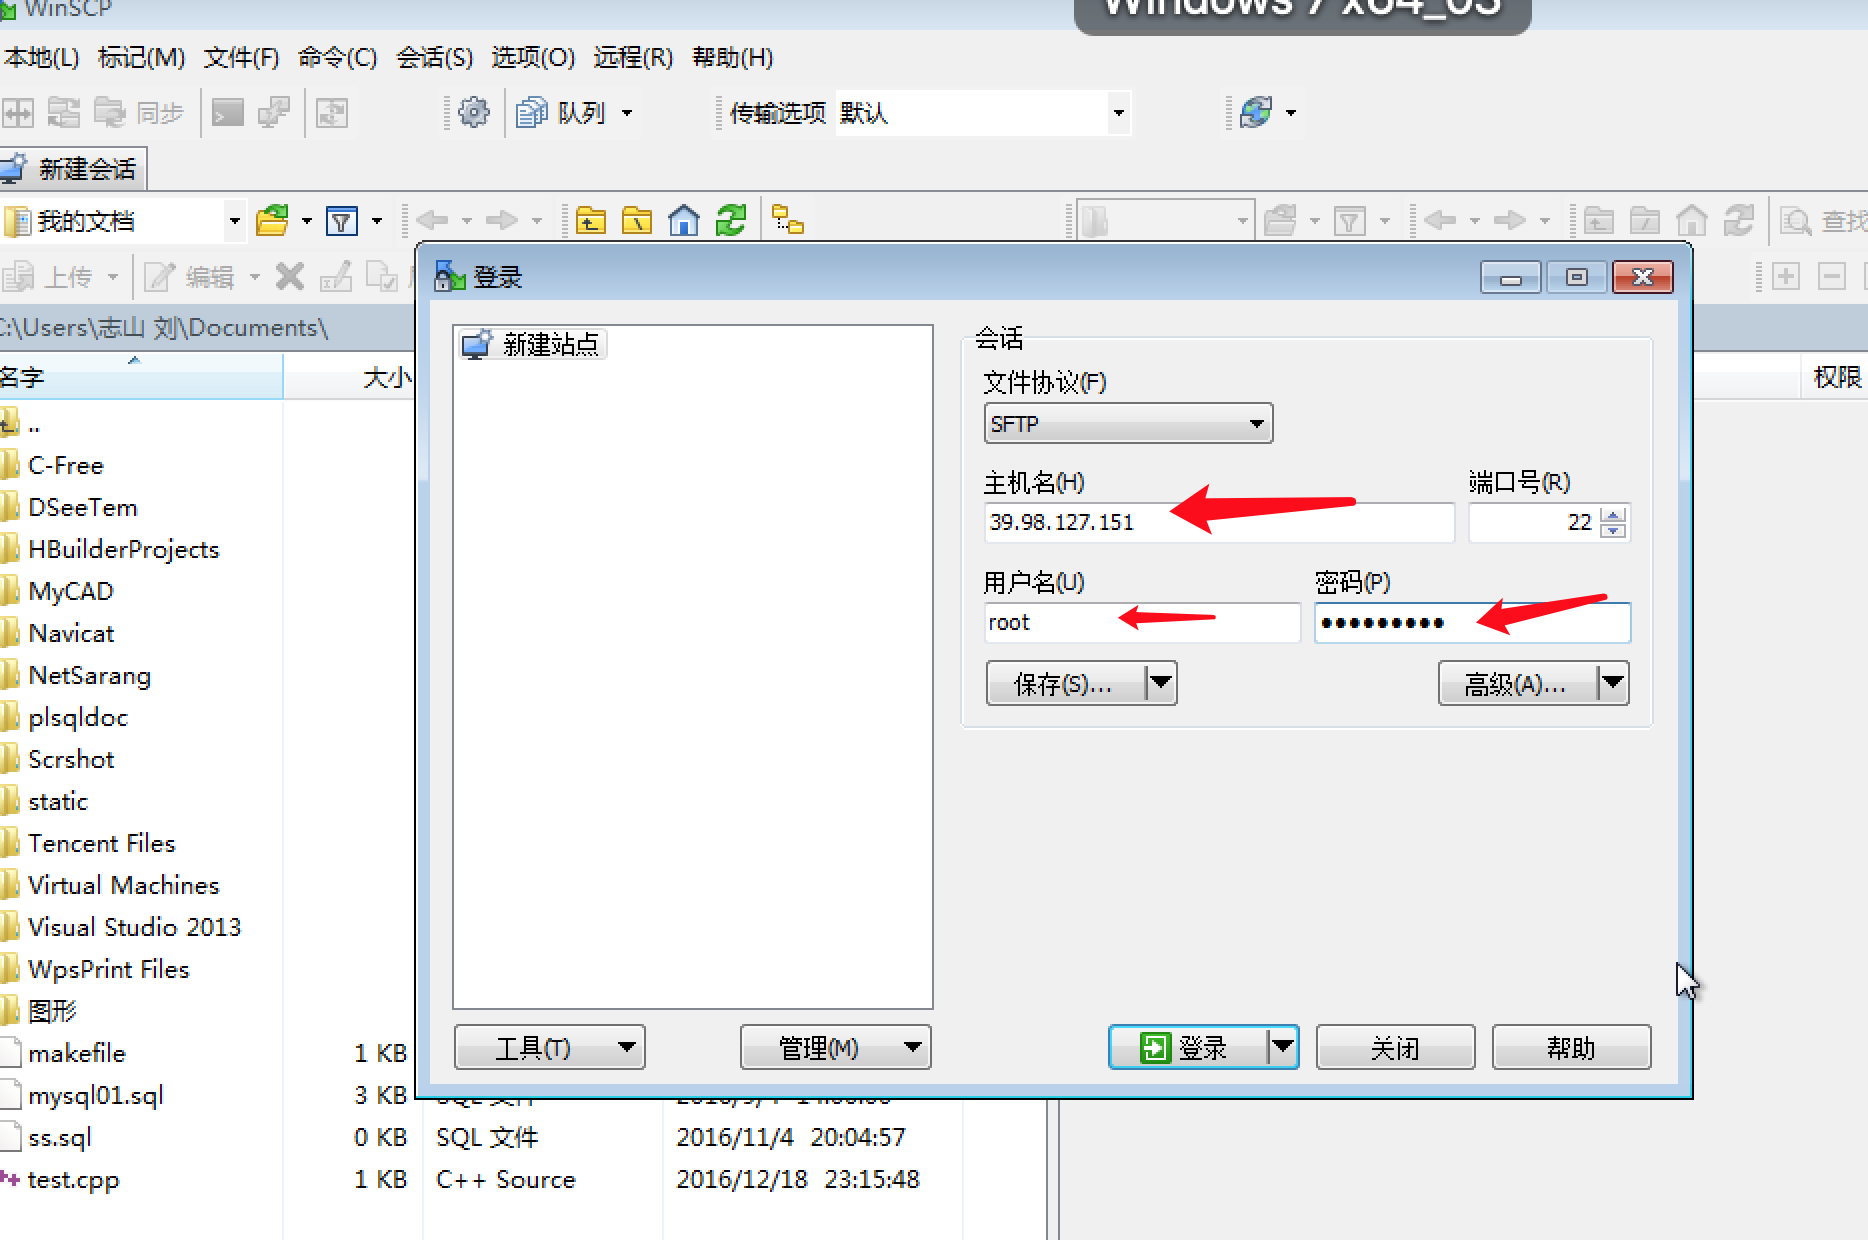 WinSCP
Windows 7 x64_03
本地(L) 标记(M) 文件(F) 命令(C) 会话(S) 选项(O) 远程(R) 帮助(H)
同步 队列 传输选项 默认
新建会话
我的文档 查找
上传 编辑
C:\Users\志山 刘\Documents\
名字 大小 权限
..
C-Free
DSeeTem
HBuilderProjects
MyCAD
Navicat
NetSarang
plsqldoc
Scrshot
static
Tencent Files
Virtual Machines
Visual Studio 2013
WpsPrint Files
图形
makefile 1 KB
mysql01.sql 3 KB SQL 文件
ss.sql 0 KB SQL 文件 2016/11/4 20:04:57
test.cpp 1 KB C++ Source 2016/12/18 23:15:48
登录
新建站点
会话
文件协议(F)
SFTP
主机名(H) 端口号(R)
39.98.127.151 22
用户名(U) 密码(P)
root •••••••••
保存(S)... 高级(A)...
工具(T) 管理(M) 登录 关闭 帮助